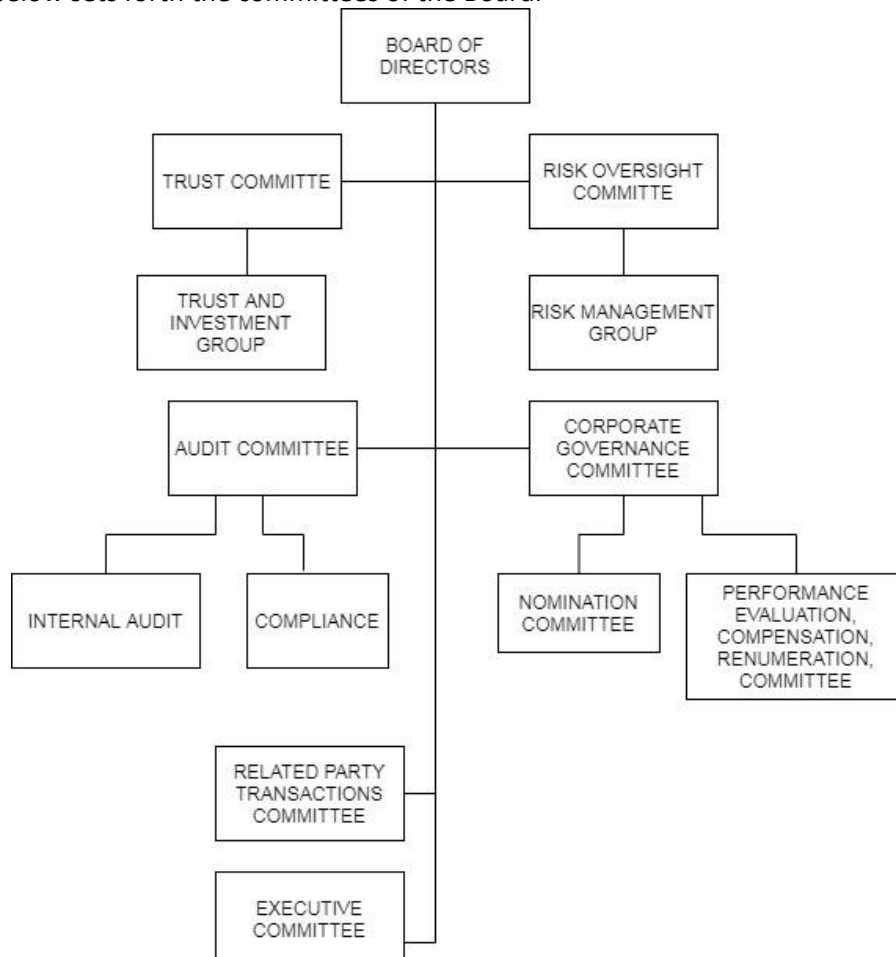 below sets forth the committees of the Board.
BOARD OF
DIRECTORS
TRUST COMMITTE
RISK OVERSIGHT
COMMITTE
TRUST AND
INVESTMENT
GROUP
RISK MANAGEMENT
GROUP
AUDIT COMMITTEE
CORPORATE
GOVERNANCE
COMMITTEE
INTERNAL AUDIT
COMPLIANCE
NOMINATION
COMMITTEE
PERFORMANCE
EVALUATION,
COMPENSATION,
RENUMERATION,
COMMITTEE
RELATED PARTY
TRANSACTIONS
COMMITTEE
EXECUTIVE
COMMITTEE